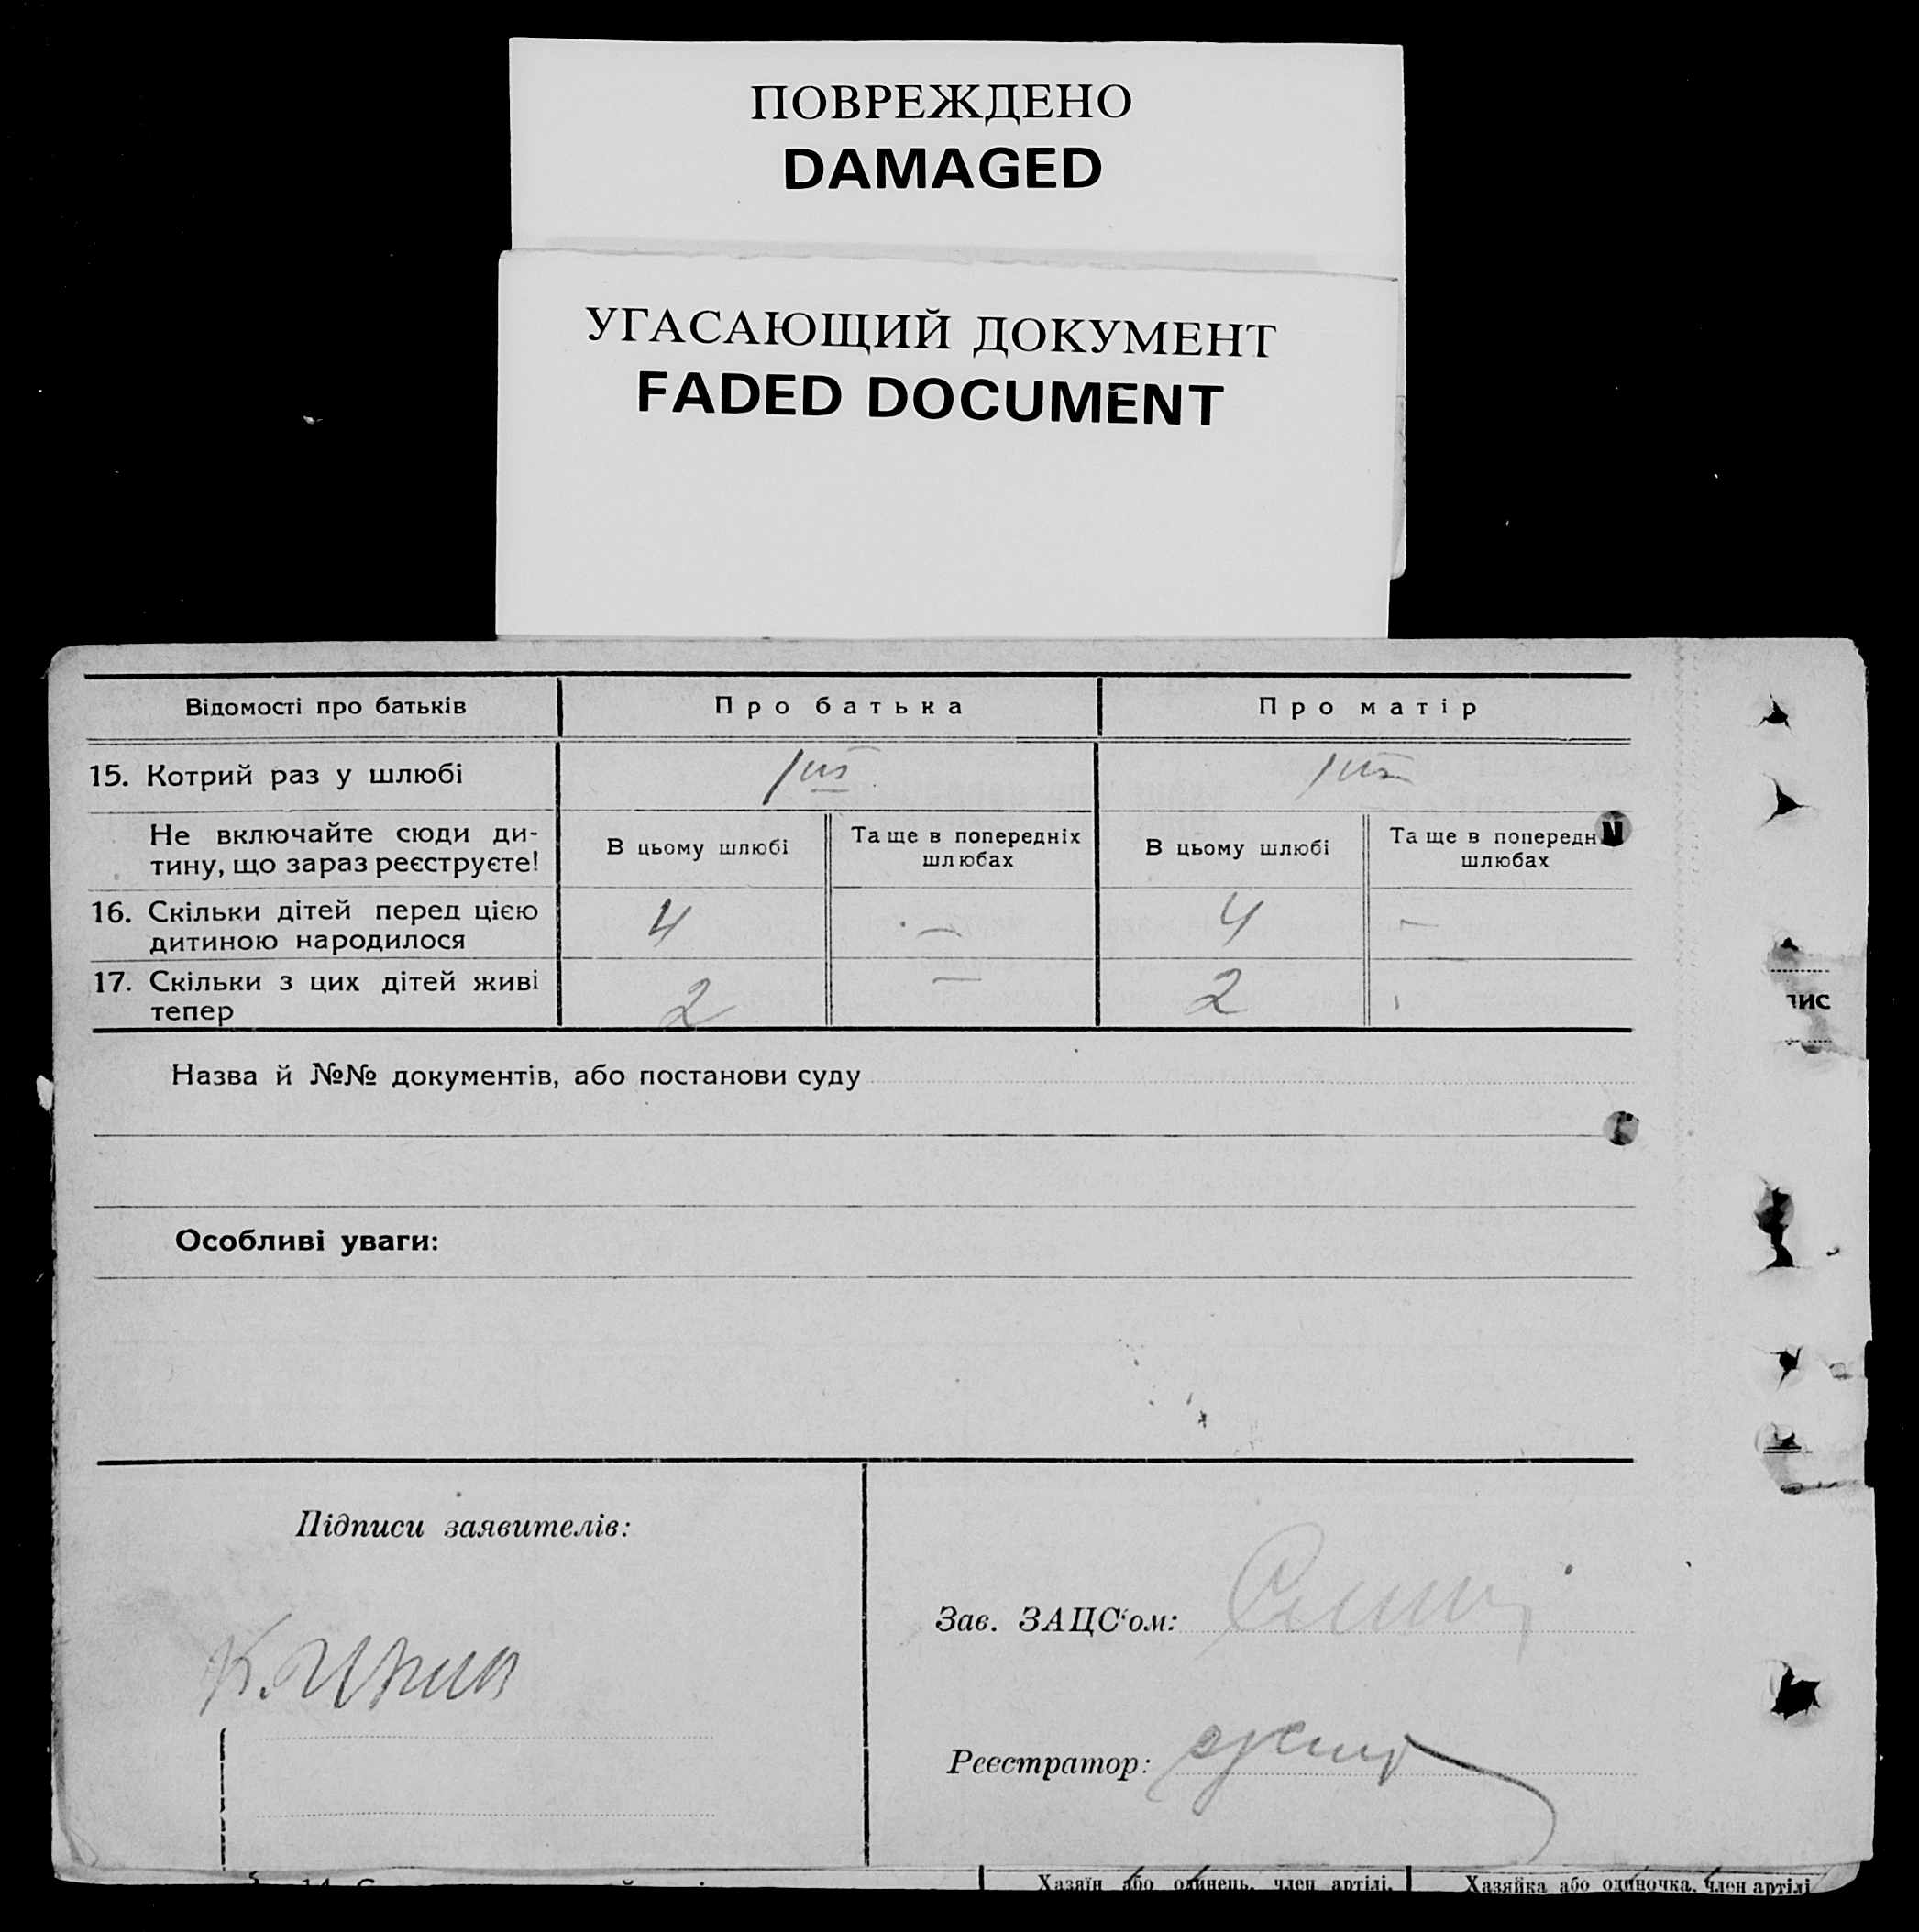 ПОВРЕЖДЕНО
DAMAGED
УГАСАЮЩИЙ ДОКУМЕНТ
FADED DOCUMENT
Відомості про батьків
Про батька
Про матір
15. Котрий раз у шлюбі
Не включайте сюди ди-
тину, що зараз реєструєте!
В цьому шлюбі
Та ще в попередніх
шлюбах
В цьому шлюбі
Та ще в попередн
шлюбах
16. Скільки дітей перед цією
дитиною народилося
4
—
4
—
17. Скільки з цих дітей живі
тепер
2
—
2
Назва й №№ документів, або постанови суду
Особливі уваги:
Підписи заявителів:
Зав. ЗАЦС'ом:
Реєстратор:
Хазяїн або одинець, член артілі,
Хазяйка або одиночка, член артілі